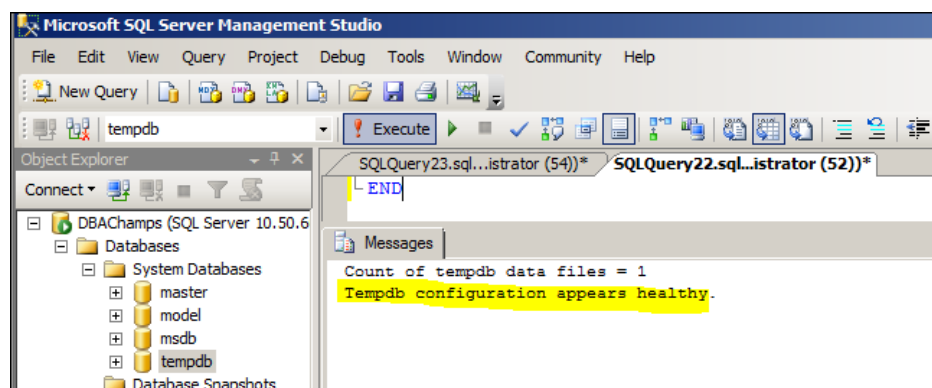 Microsoft SQL Server Management Studio
File Edit View Query Project Debug Tools Window Community Help
New Query
tempdb
Execute
Object Explorer
SQLQuery23.sql...istrator (54))* SQLQuery22.sql...istrator (52))*
Connect
END
DBAChamps (SQL Server 10.50.6
Databases
Messages
System Databases
Count of tempdb data files = 1
master
Tempdb configuration appears healthy.
model
msdb
tempdb
Database Snapshots